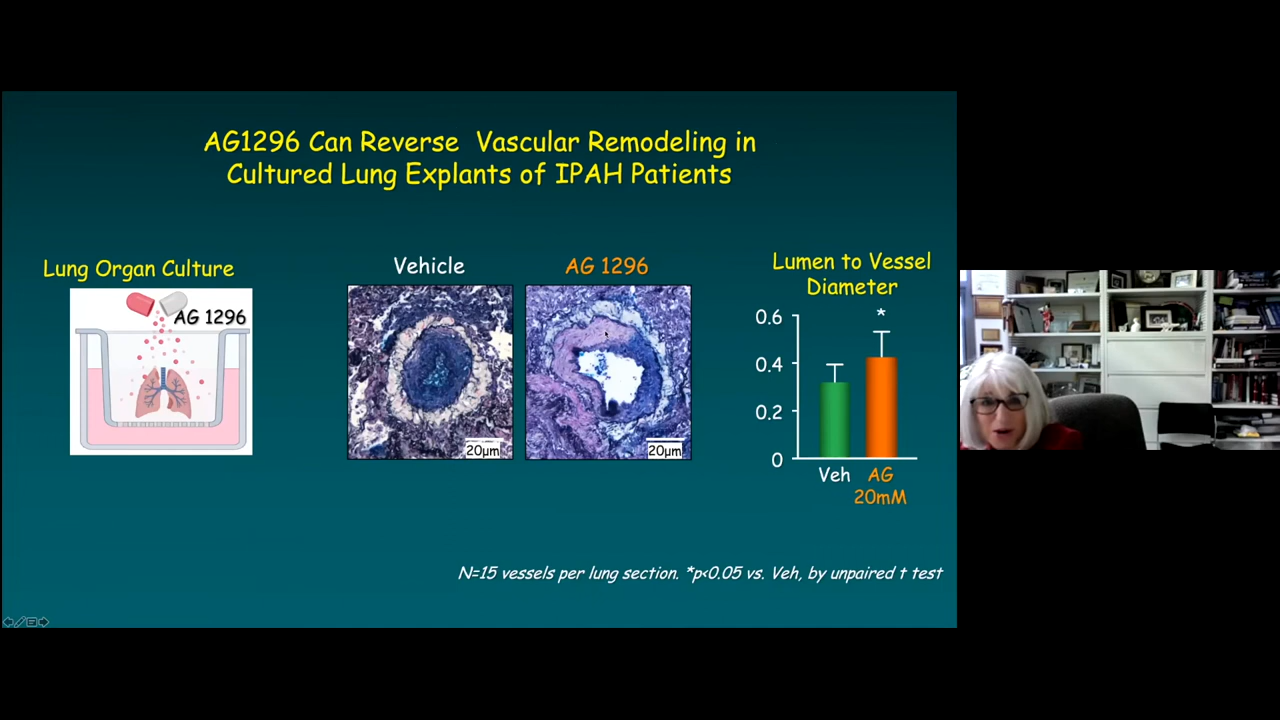 AG1296 Can Reverse Vascular Remodeling in
Cultured Lung Explants of IPAH Patients
Lung Organ Culture
AG 1296
Vehicle
20µm
AG 1296
20µm
Lumen to Vessel
Diameter
0.6
0.4
0.2
0
*
Veh AG
20mM
N=15 vessels per lung section. *p<0.05 vs. Veh, by unpaired t test